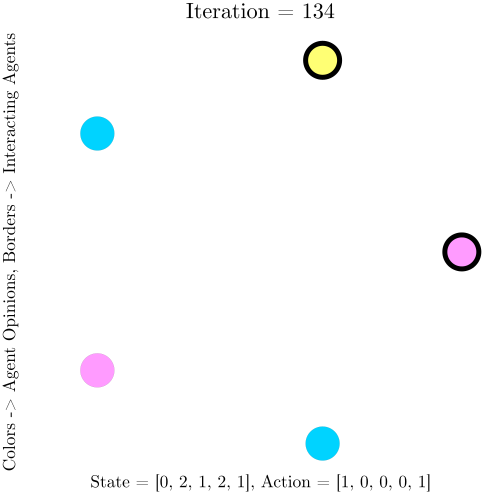 Iteration = 134
Colors -> Agent Opinions, Borders -> Interacting Agents
State = [0, 2, 1, 2, 1], Action = [1, 0, 0, 0, 1]